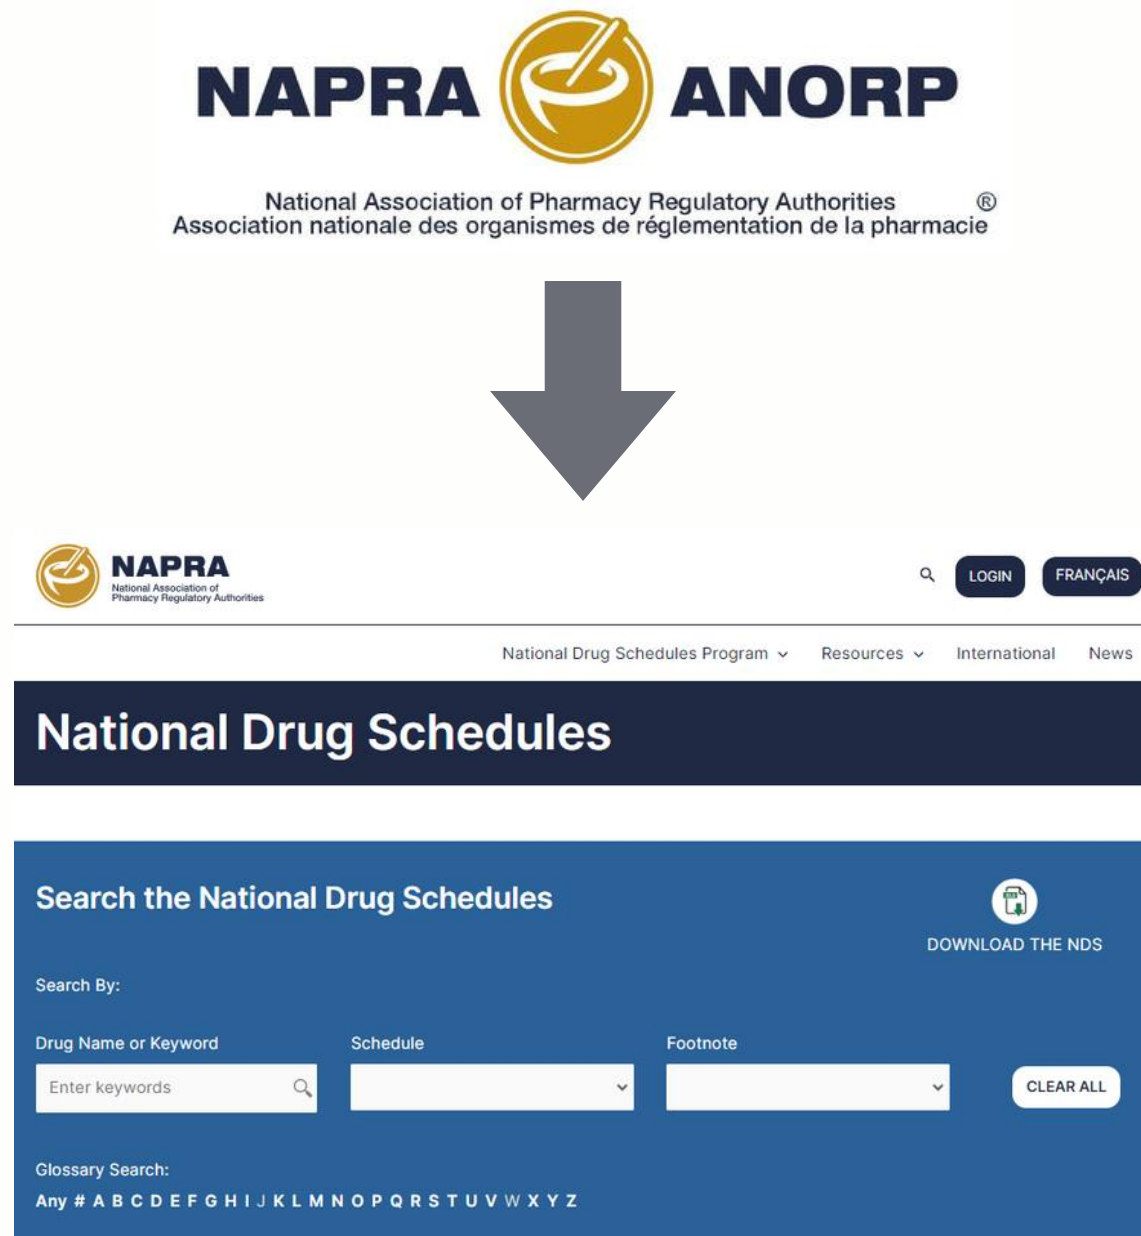 NAPRA ANORP
National Association of Pharmacy Regulatory Authorities ®
Association nationale des organismes de réglementation de la pharmacie
NAPRA
National Association of
Pharmacy Regulatory Authorities
LOGIN FRANÇAIS
National Drug Schedules Program Resources International News
National Drug Schedules
Search the National Drug Schedules
DOWNLOAD THE NDS
Search By:
Drug Name or Keyword Schedule Footnote
Enter keywords CLEAR ALL
Glossary Search:
Any # A B C D E F G H I J K L M N O P Q R S T U V W X Y Z